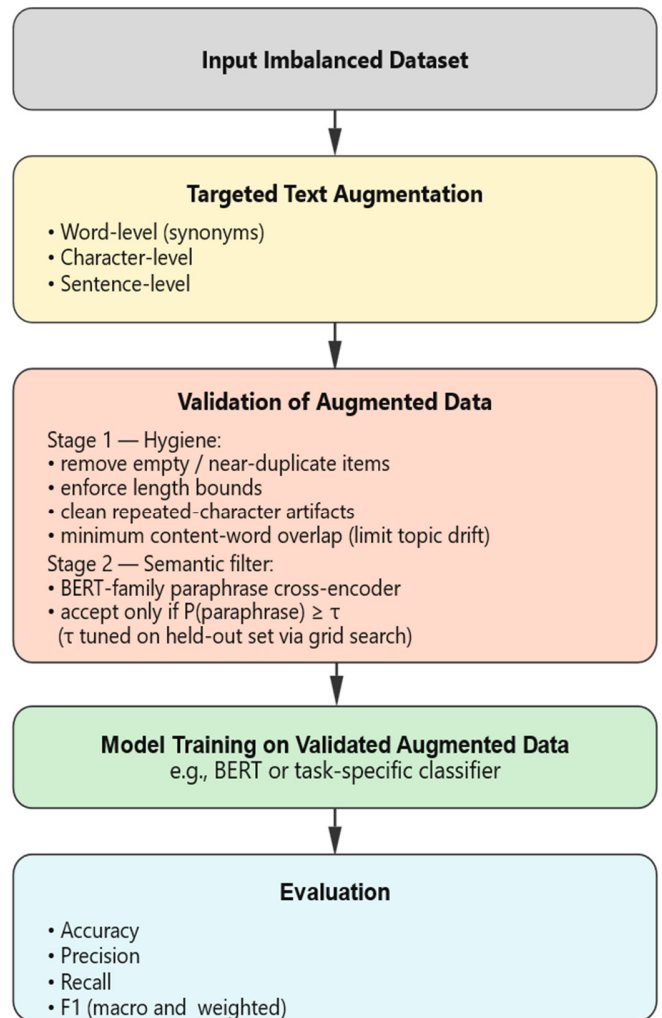 Input Imbalanced Dataset
Targeted Text Augmentation
• Word-level (synonyms)
• Character-level
• Sentence-level
Validation of Augmented Data
Stage 1 — Hygiene:
• remove empty / near-duplicate items
• enforce length bounds
• clean repeated-character artifacts
• minimum content-word overlap (limit topic drift)
Stage 2 — Semantic filter:
• BERT-family paraphrase cross-encoder
• accept only if P(paraphrase) ≥ τ
(τ tuned on held-out set via grid search)
Model Training on Validated Augmented Data
e.g., BERT or task-specific classifier
Evaluation
• Accuracy
• Precision
• Recall
• F1 (macro and  weighted)